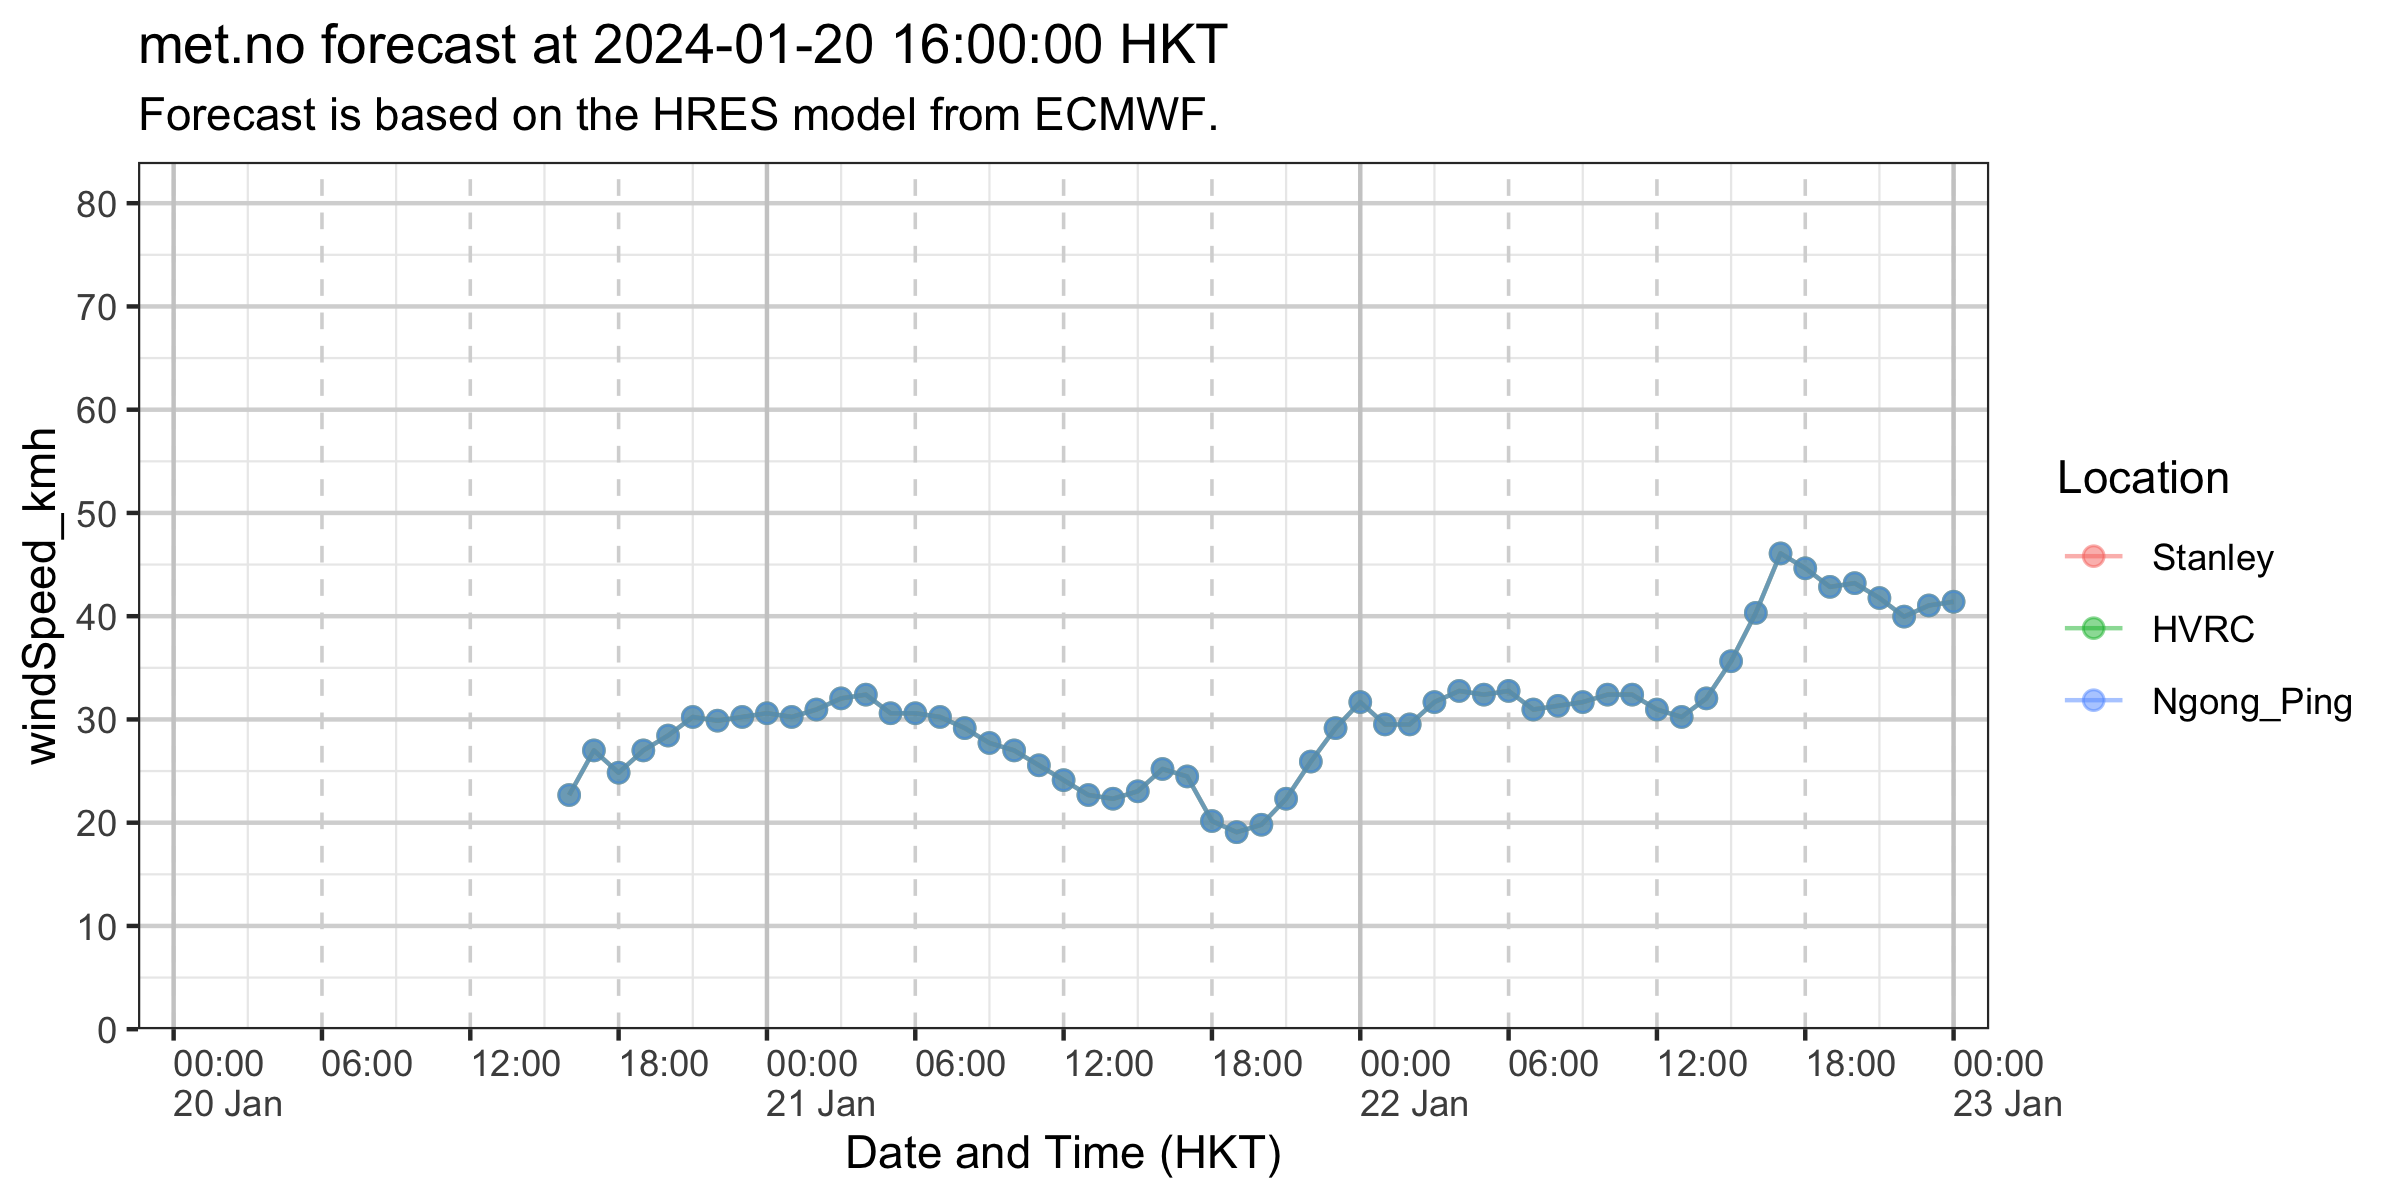 met.no forecast at 2024-01-20 16:00:00 HKT
Forecast is based on the HRES model from ECMWF.
windSpeed_kmh
80
70
60
50
40
30
20
10
0
00:00 06:00 12:00 18:00 00:00 06:00 12:00 18:00 00:00 06:00 12:00 18:00 00:00
20 Jan 21 Jan 22 Jan 23 Jan
Date and Time (HKT)
Location
Stanley
HVRC
Ngong_Ping